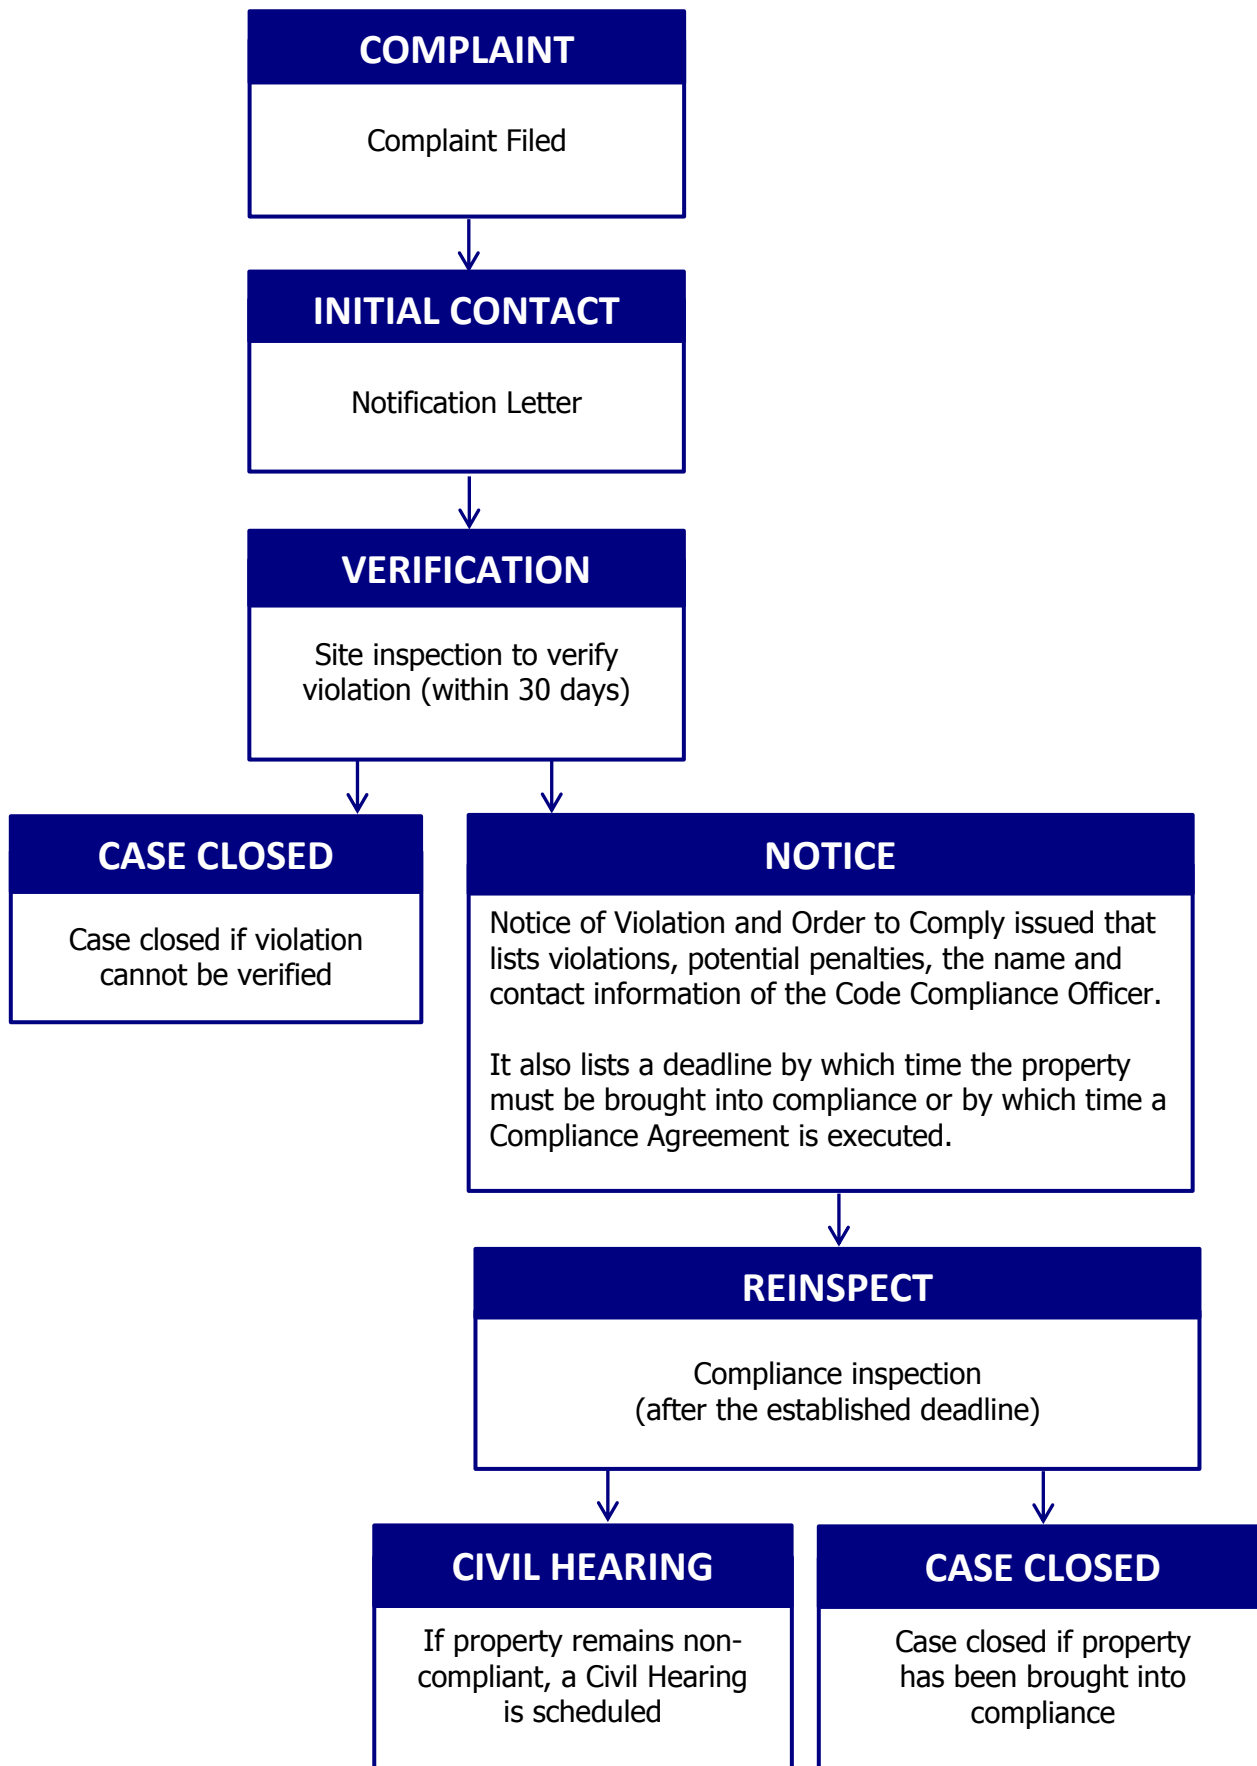 COMPLAINT
Complaint Filed
INITIAL CONTACT
Notification Letter
VERIFICATION
Site inspection to verify
violation (within 30 days)
CASE CLOSED
Case closed if violation
cannot be verified
NOTICE
Notice of Violation and Order to Comply issued that
lists violations, potential penalties, the name and
contact information of the Code Compliance Officer.
It also lists a deadline by which time the property
must be brought into compliance or by which time a
Compliance Agreement is executed.
REINSPECT
Compliance inspection
(after the established deadline)
CIVIL HEARING
If property remains non-
compliant, a Civil Hearing
is scheduled
CASE CLOSED
Case closed if property
has been brought into
compliance